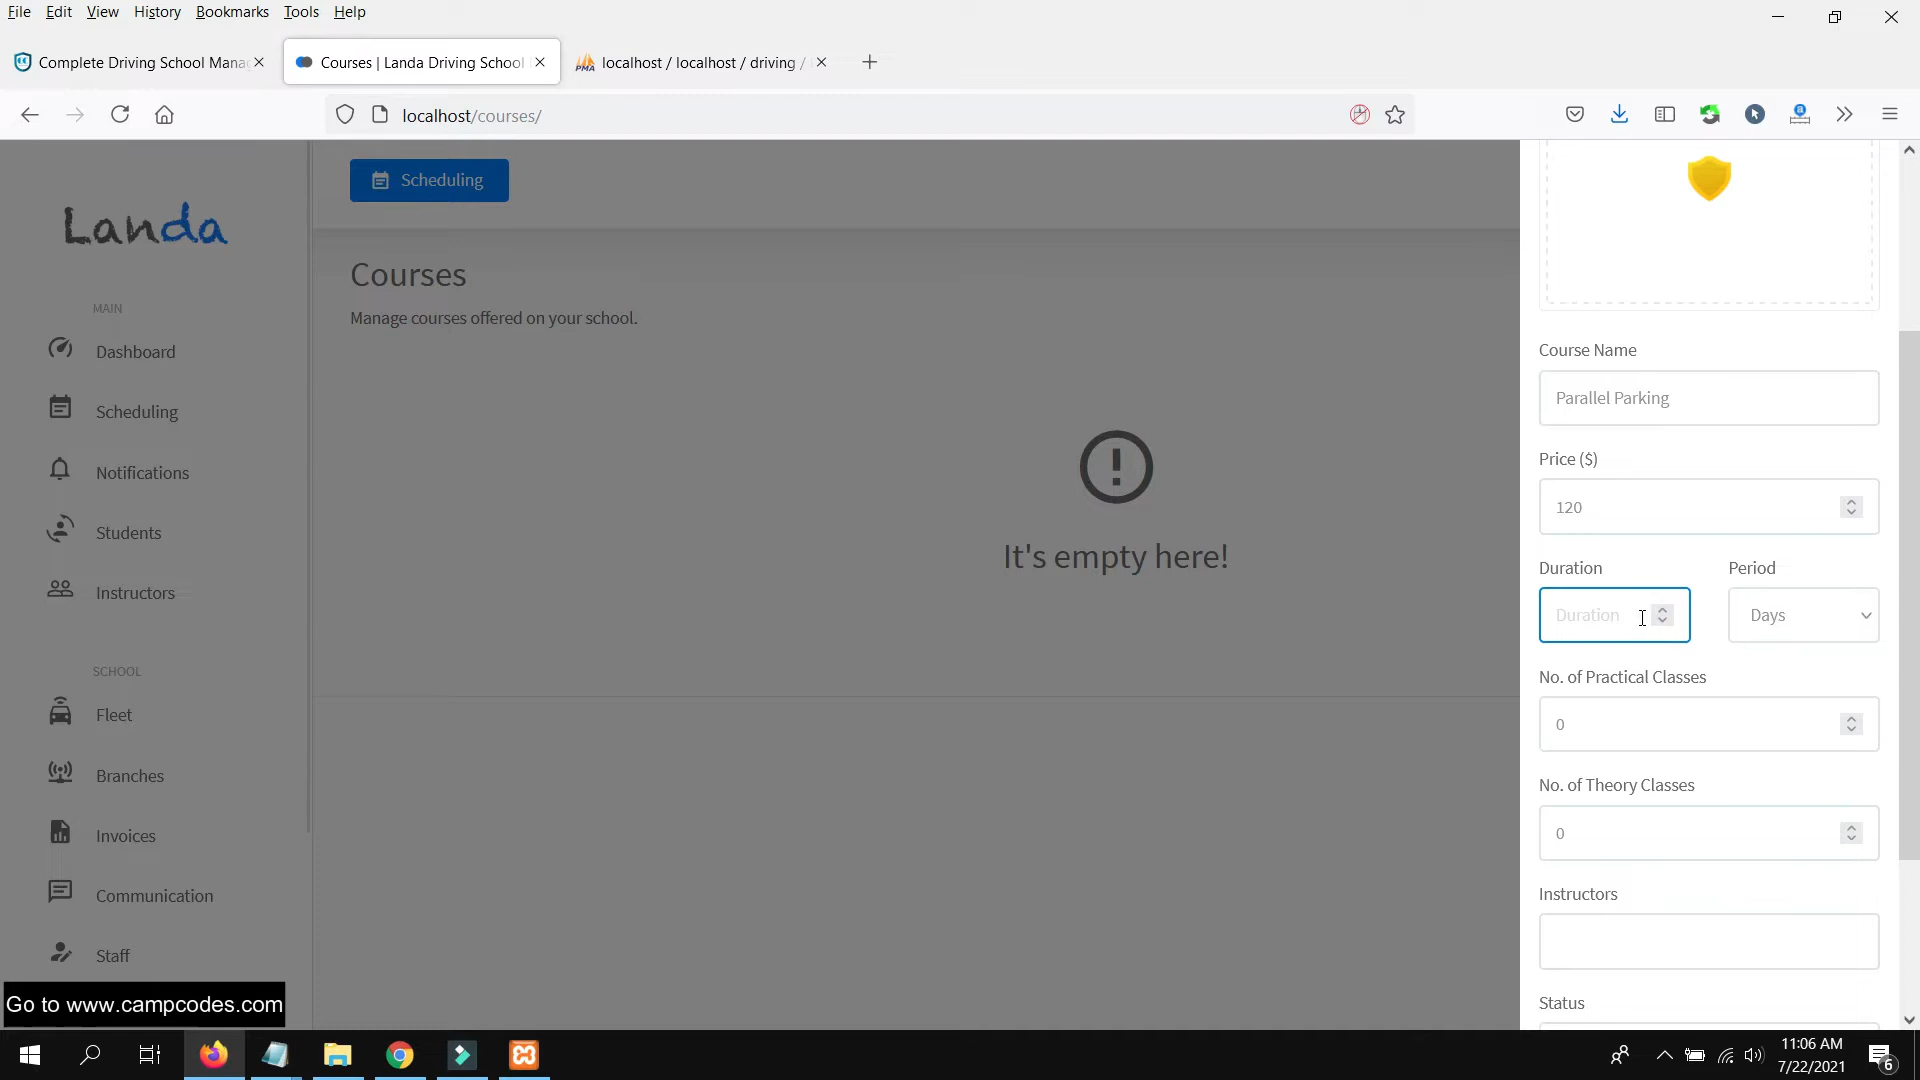 File Edit View History Bookmarks Tools Help
Complete Driving School Mana
Courses | Landa Driving School
localhost / localhost / driving /
localhost/courses/
Landa
Scheduling
Courses
Manage courses offered on your school.
MAIN
Dashboard
Scheduling
Notifications
Students
Instructors
SCHOOL
Fleet
Branches
Invoices
Communication
Staff
It's empty here!
Course Name
Parallel Parking
Price ($)
120
Duration Period
Duration Days
No. of Practical Classes
0
No. of Theory Classes
0
Instructors
Status
Go to www.campcodes.com
11:06 AM
7/22/2021
6